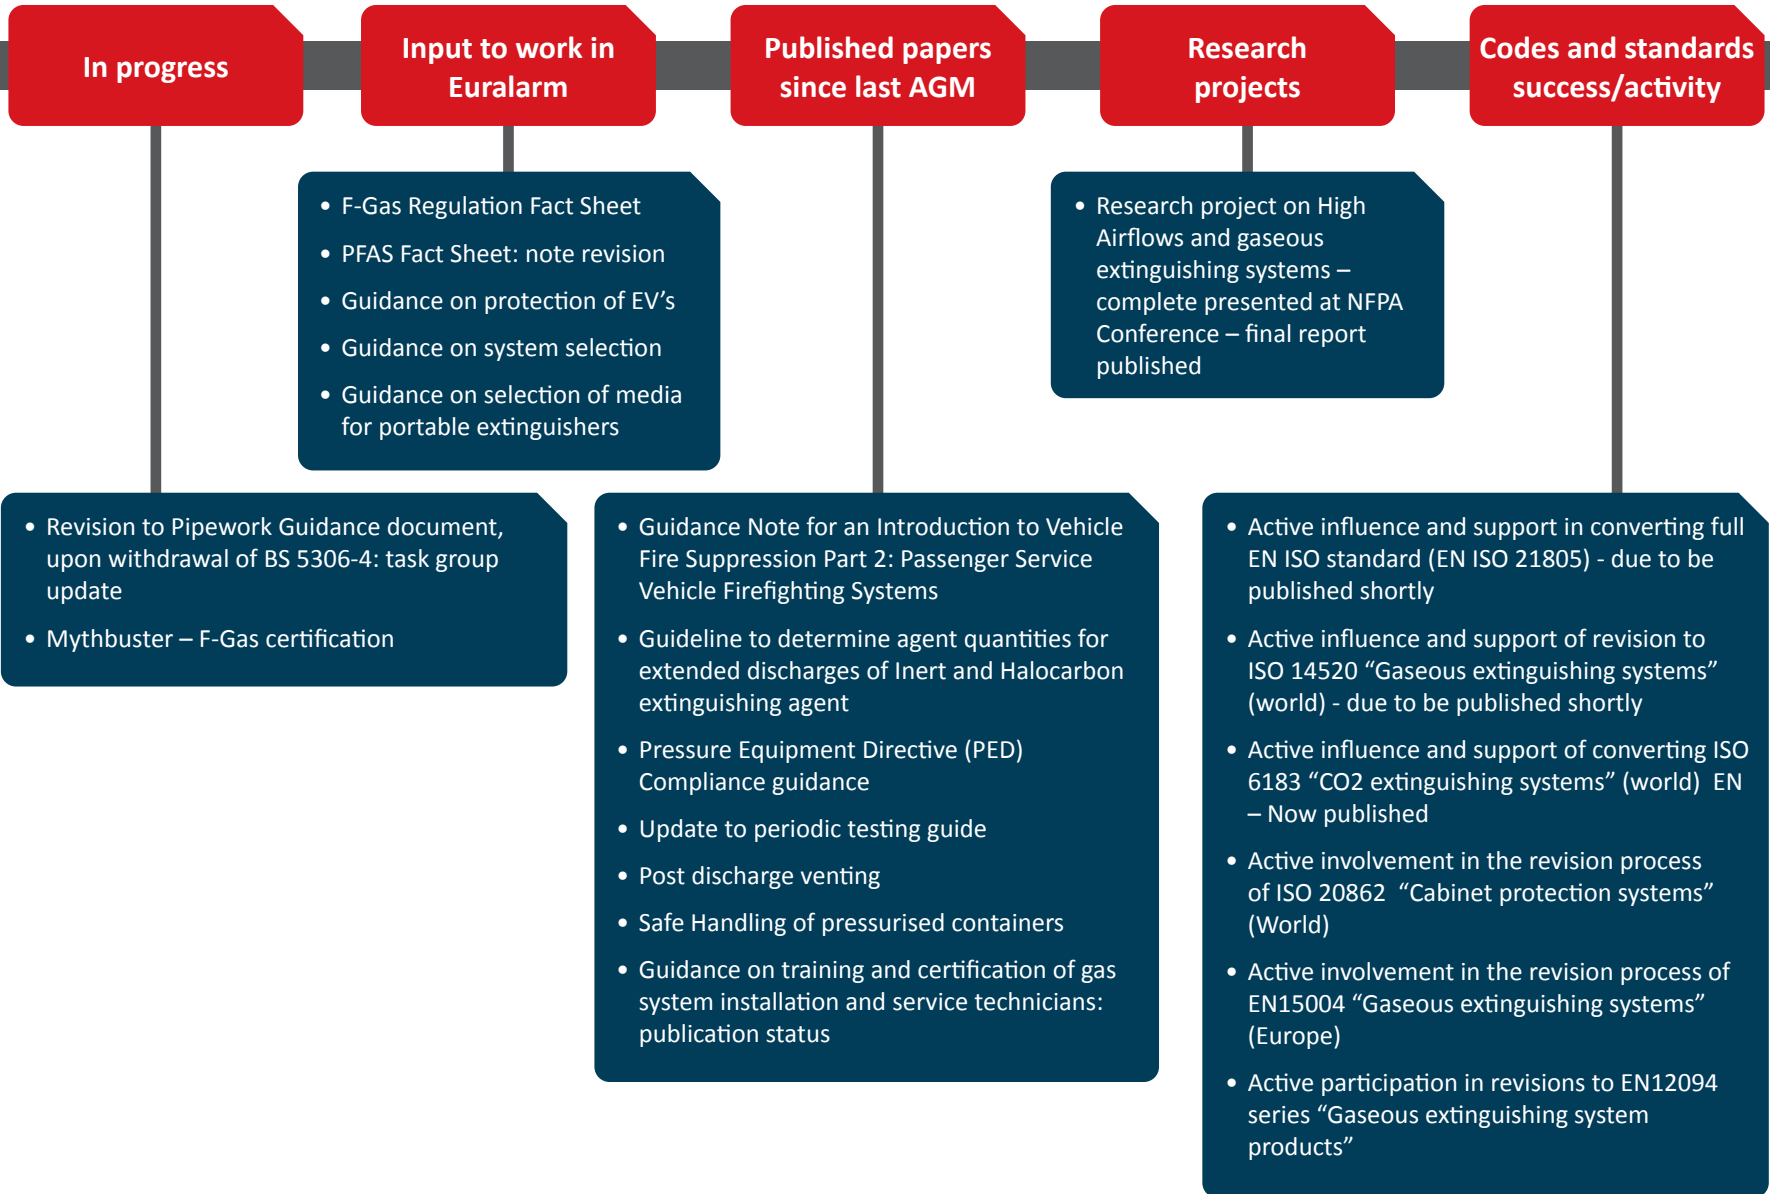 In progress
Input to work in
Euralarm
Published papers
since last AGM
Research
projects
Codes and standards
success/activity
• F-Gas Regulation Fact Sheet
• PFAS Fact Sheet: note revision
• Guidance on protection of EV’s
• Guidance on system selection
• Guidance on selection of media
for portable extinguishers
• Research project on High
Airflows and gaseous
extinguishing systems –
complete presented at NFPA
Conference – final report
published
• Revision to Pipework Guidance document,
upon withdrawal of BS 5306-4: task group
update
• Mythbuster – F-Gas certification
• Guidance Note for an Introduction to Vehicle
Fire Suppression Part 2: Passenger Service
Vehicle Firefighting Systems
• Guideline to determine agent quantities for
extended discharges of Inert and Halocarbon
extinguishing agent
• Pressure Equipment Directive (PED)
Compliance guidance
• Update to periodic testing guide
• Post discharge venting
• Safe Handling of pressurised containers
• Guidance on training and certification of gas
system installation and service technicians:
publication status
• Active influence and support in converting full
EN ISO standard (EN ISO 21805) - due to be
published shortly
• Active influence and support of revision to
ISO 14520 “Gaseous extinguishing systems”
(world) - due to be published shortly
• Active influence and support of converting ISO
6183 “CO2 extinguishing systems” (world) EN
– Now published
• Active involvement in the revision process
of ISO 20862 “Cabinet protection systems”
(World)
• Active involvement in the revision process of
EN15004 “Gaseous extinguishing systems”
(Europe)
• Active participation in revisions to EN12094
series “Gaseous extinguishing system
products”